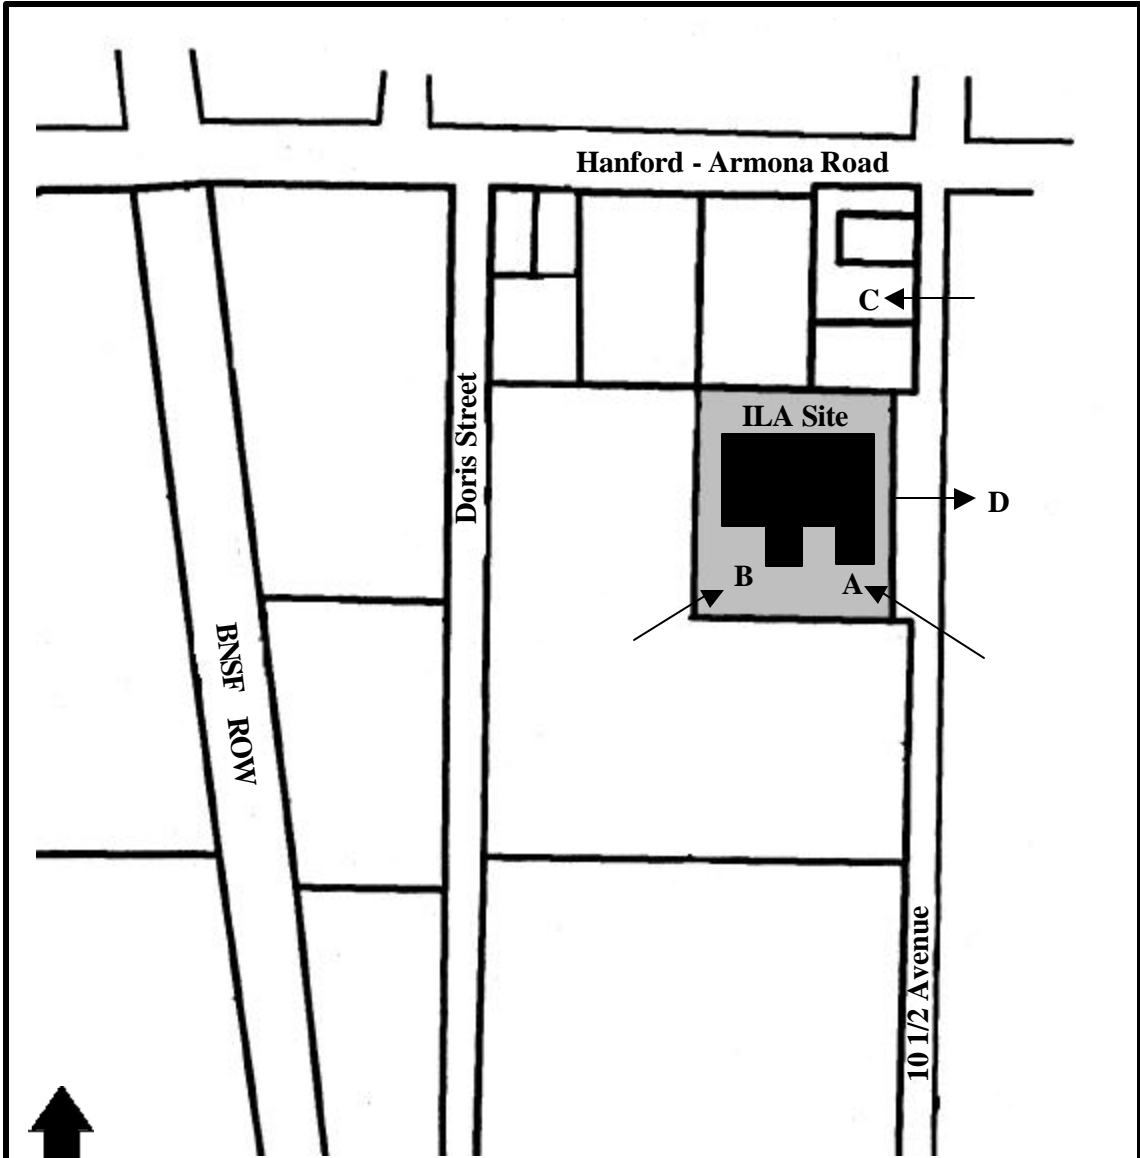 Hanford - Armona Road
C
ILA Site
Doris Street
D
B
A
BNSF ROW
10 1/2 Avenue